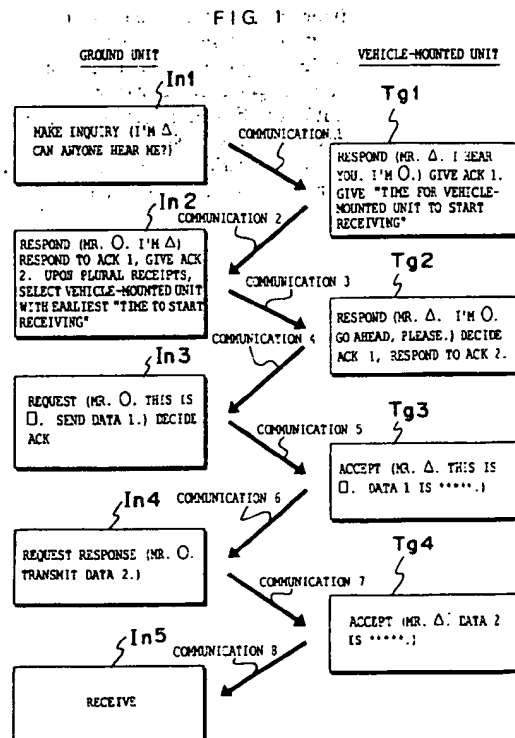 FIG. 1
GROUND UNIT
VEHICLE-MOUNTED UNIT
In1
MAKE INQUIRY (I'M Δ.
CAN ANYONE HEAR ME?)
COMMUNICATION 1
Tg1
RESPOND (MR. Δ. I HEAR
YOU. I'M O.) GIVE ACK 1.
GIVE "TIME FOR VEHICLE-
MOUNTED UNIT TO START
RECEIVING"
COMMUNICATION 2
In2
RESPOND (MR. O. I'M Δ)
RESPOND TO ACK 1, GIVE ACK
2. UPON PLURAL RECEIPTS,
SELECT VEHICLE-MOUNTED UNIT
WITH EARLIEST "TIME TO START
RECEIVING"
COMMUNICATION 3
Tg2
RESPOND (MR. Δ. I'M O.
GO AHEAD, PLEASE.) DECIDE
ACK 1, RESPOND TO ACK 2.
COMMUNICATION 4
In3
REQUEST (MR. O. THIS IS
□. SEND DATA 1.) DECIDE
ACK
COMMUNICATION 5
Tg3
ACCEPT (MR. Δ. THIS IS
□. DATA 1 IS *****.)
COMMUNICATION 6
In4
REQUEST RESPONSE (MR. O.
TRANSMIT DATA 2.)
COMMUNICATION 7
Tg4
ACCEPT (MR. Δ. DATA 2
IS *****.)
COMMUNICATION 8
In5
RECEIVE